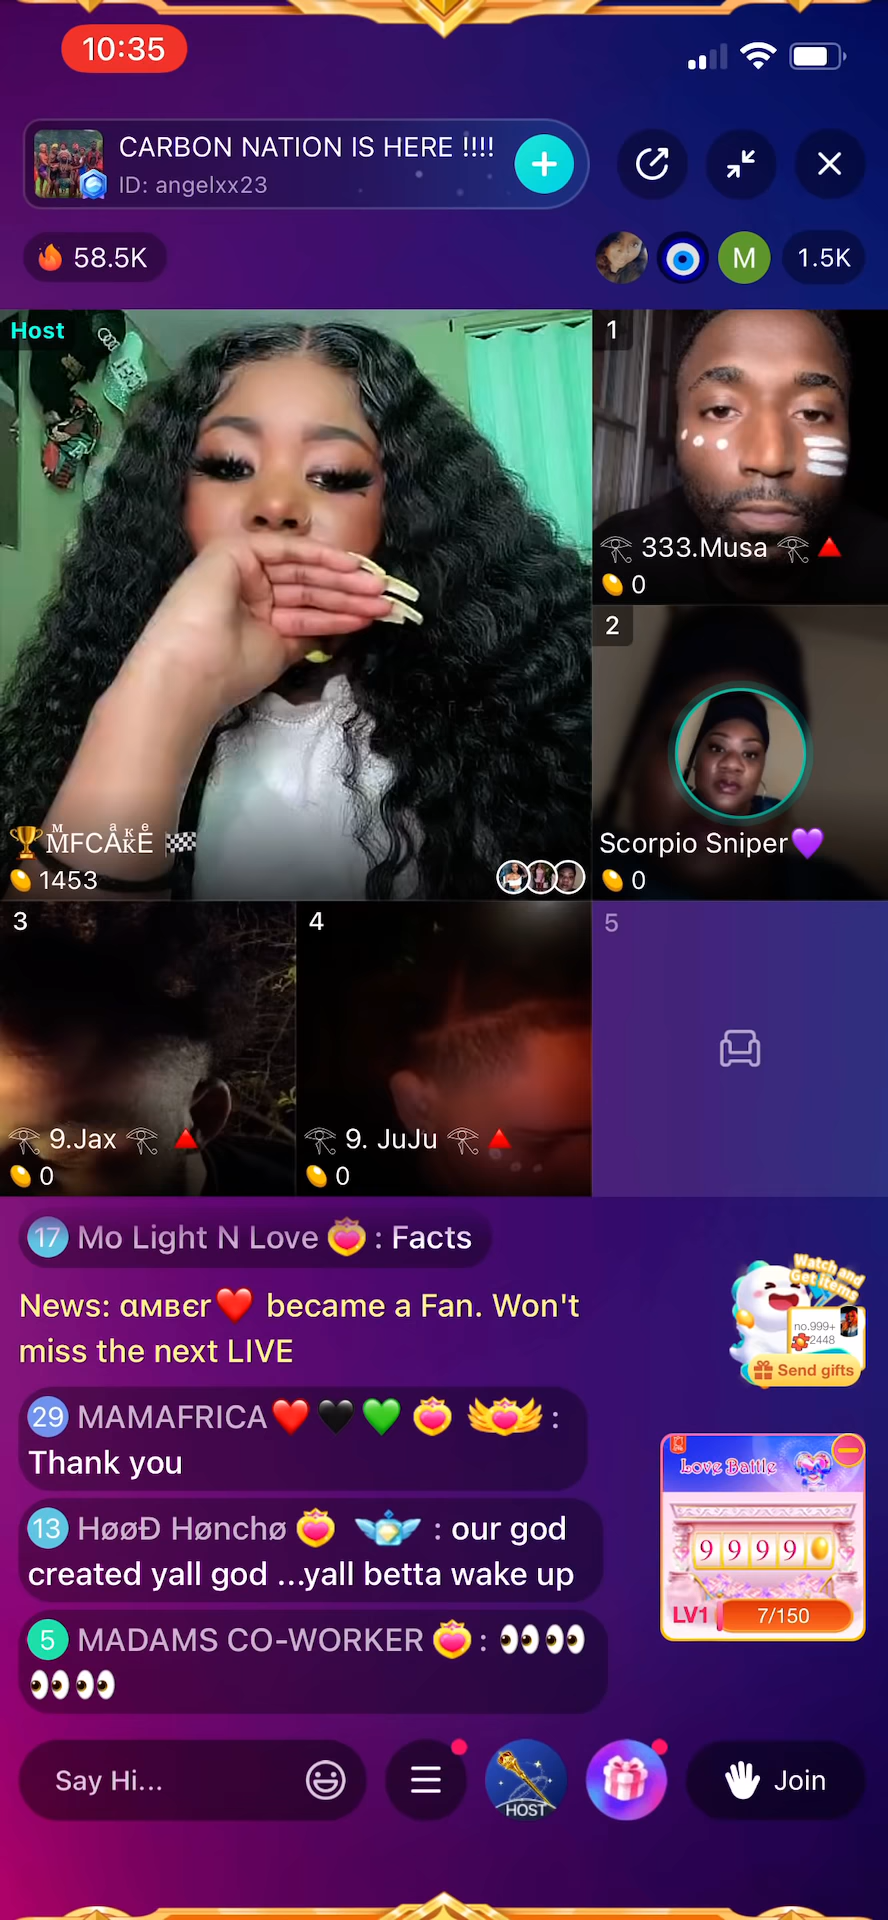 10:35
CARBON NATION IS HERE !!!!
ID: angelxx23
58.5K
M
1.5K
Host
1
333.Musa
0
2
Scorpio Sniper
0
MFCAKE
1453
3
9.Jax
0
4
9. JuJu
0
5
17 Mo Light N Love : Facts
News: αмвєr❤️ became a Fan. Won't
miss the next LIVE
Watch and
Get items
no.999+
2448
Send gifts
29 MAMAFRICA❤️🖤💚 :
Thank you
Love Battle
9 9 9 9
LV1 7/150
13 HøøĐ Hønchø : our god
created yall god ...yall betta wake up
5 MADAMS CO-WORKER : 👀👀
👀👀
Say Hi...
HOST
Join